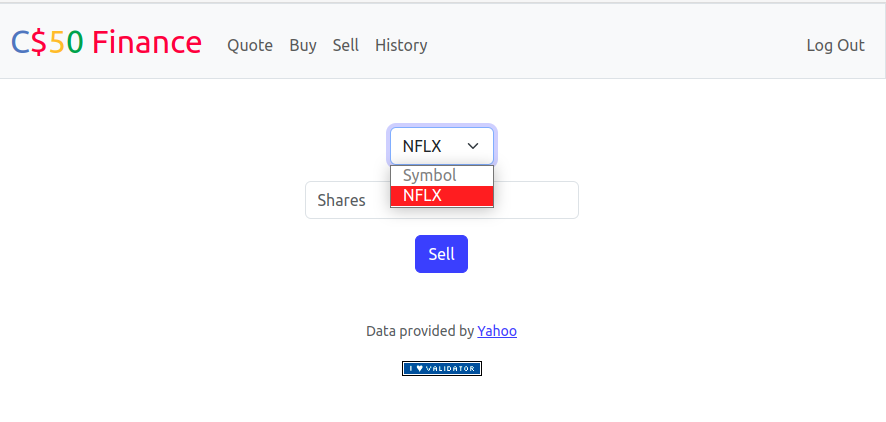 C$50 Finance Quote Buy Sell History Log Out
NFLX
Symbol
NFLX
Shares
Sell
Data provided by Yahoo
I ♥ VALIDATOR